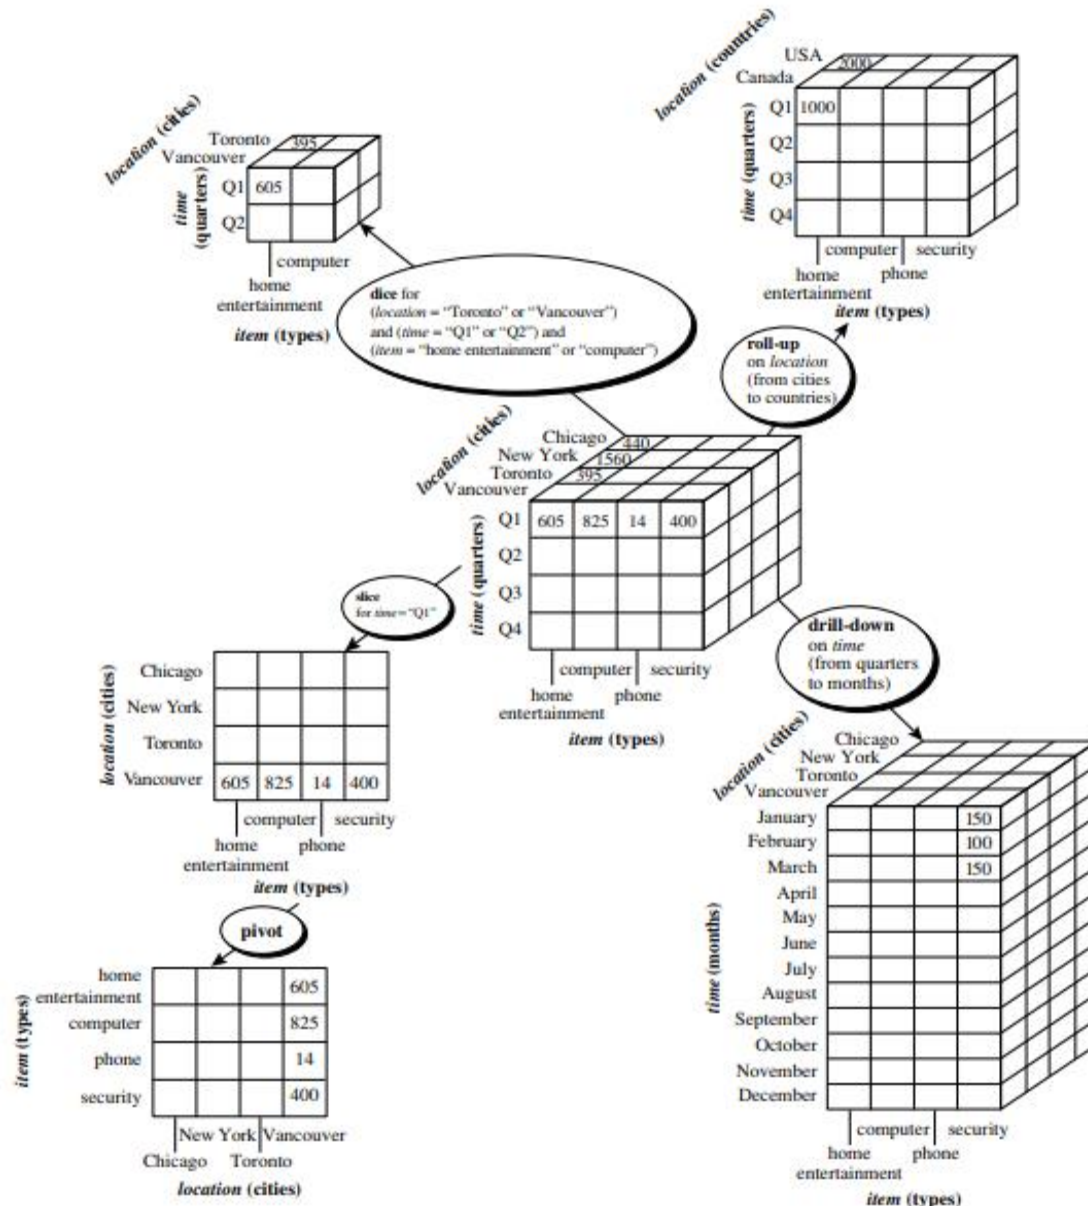 location (countries)
USA
2000
Canada
Q1 1000
Q2
Q3
Q4
time (quarters)
computer security
home phone
entertainment
item (types)
location (cities)
Toronto 395
Vancouver
Q1 605
Q2
time
(quarters)
computer
home
entertainment
item (types)
dice for
(location = “Toronto” or “Vancouver”)
and (time = “Q1” or “Q2”) and
(item = “home entertainment” or “computer”)
roll-up
on location
(from cities
to countries)
location (cities)
Chicago 440
New York 1560
Toronto 395
Vancouver
Q1 605 825 14 400
Q2
Q3
Q4
time (quarters)
computer security
home phone
entertainment
item (types)
slice
for time = “Q1”
drill-down
on time
(from quarters
to months)
location (cities)
Chicago
New York
Toronto
Vancouver 605 825 14 400
computer security
home phone
entertainment
item (types)
pivot
item (types)
home 605
entertainment
computer 825
phone 14
security 400
New York Vancouver
Chicago Toronto
location (cities)
location (cities)
Chicago
New York
Toronto
Vancouver
January 150
February 100
March 150
April
May
June
July
August
September
October
November
December
time (months)
computer security
home phone
entertainment
item (types)